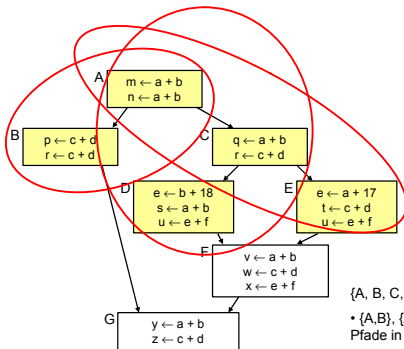 A
m ← a + b
n ← a + b
B
p ← c + d
r ← c + d
C
q ← a + b
r ← c + d
D
e ← b + 18
s ← a + b
u ← e + f
E
e ← a + 17
t ← c + d
u ← e + f
F
v ← a + b
w ← c + d
x ← e + f
G
y ← a + b
z ← c + d
{A, B, C,
• {A,B}, {
Pfade in